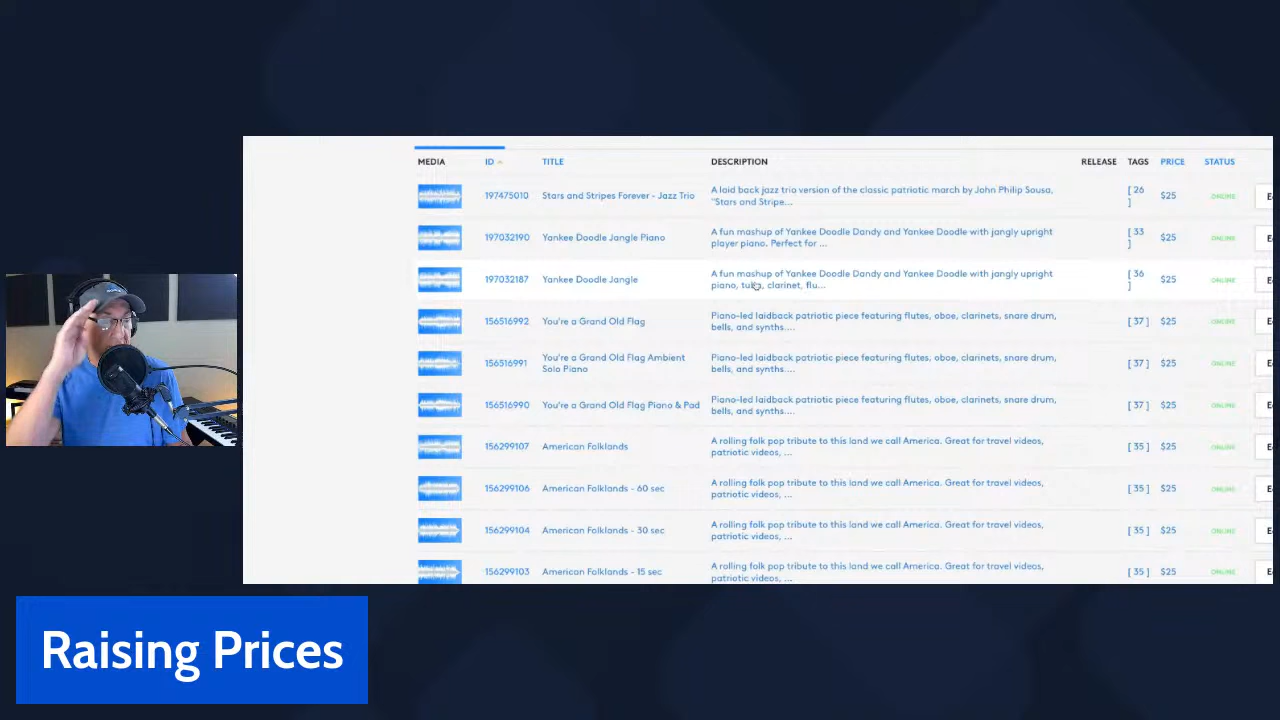 MEDIA ID TITLE DESCRIPTION RELEASE TAGS PRICE STATUS
197475010 Stars and Stripes Forever - Jazz Trio A laid back jazz trio version of the classic patriotic march by John Philip Sousa, [ 26 $25 ONLINE
"Stars and Stripe... ]
197032190 Yankee Doodle Jangle Piano A fun mashup of Yankee Doodle Dandy and Yankee Doodle with jangly upright [ 33 $25 ONLINE
player piano. Perfect for ... ]
197032187 Yankee Doodle Jangle A fun mashup of Yankee Doodle Dandy and Yankee Doodle with jangly upright [ 36 $25 ONLINE
piano, tuba, clarinet, flu... ]
156516992 You're a Grand Old Flag Piano-led laidback patriotic piece featuring flutes, oboe, clarinets, snare drum, [ 37 ] $25 ONLINE
bells, and synths....
156516991 You're a Grand Old Flag Ambient Piano-led laidback patriotic piece featuring flutes, oboe, clarinets, snare drum, [ 37 ] $25 ONLINE
Solo Piano bells, and synths....
156516990 You're a Grand Old Flag Piano & Pad Piano-led laidback patriotic piece featuring flutes, oboe, clarinets, snare drum, [ 37 ] $25 ONLINE
bells, and synths....
156299107 American Folklands A rolling folk pop tribute to this land we call America. Great for travel videos, [ 35 ] $25 ONLINE
patriotic videos, ...
156299106 American Folklands - 60 sec A rolling folk pop tribute to this land we call America. Great for travel videos, [ 35 ] $25 ONLINE
patriotic videos, ...
156299104 American Folklands - 30 sec A rolling folk pop tribute to this land we call America. Great for travel videos, [ 35 ] $25 ONLINE
patriotic videos, ...
156299103 American Folklands - 15 sec A rolling folk pop tribute to this land we call America. Great for travel videos, [ 35 ] $25 ONLINE
patriotic videos, ...
Raising Prices